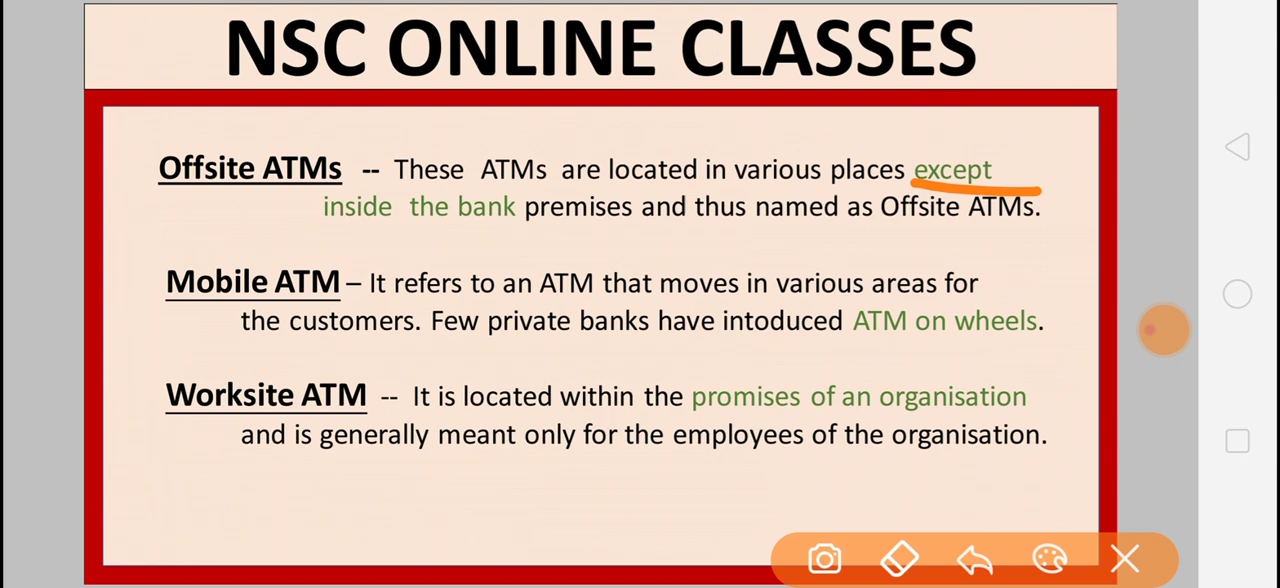 NSC ONLINE CLASSES
Offsite ATMs -- These ATMs are located in various places except
inside the bank premises and thus named as Offsite ATMs.
Mobile ATM – It refers to an ATM that moves in various areas for
the customers. Few private banks have intoduced ATM on wheels.
Worksite ATM -- It is located within the promises of an organisation
and is generally meant only for the employees of the organisation.